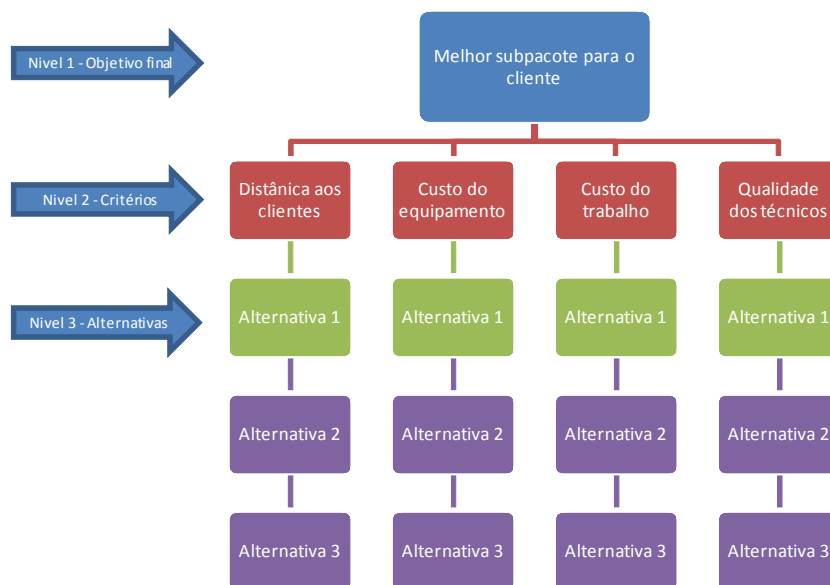 Nivel 1 - Objetivo final
Melhor subpacote para o
cliente
Nivel 2 - Critérios
Distânica aos
clientes
Custo do
equipamento
Custo do
trabalho
Qualidade
dos técnicos
Nivel 3 - Alternativas
Alternativa 1
Alternativa 1
Alternativa 1
Alternativa 1
Alternativa 2
Alternativa 2
Alternativa 2
Alternativa 2
Alternativa 3
Alternativa 3
Alternativa 3
Alternativa 3